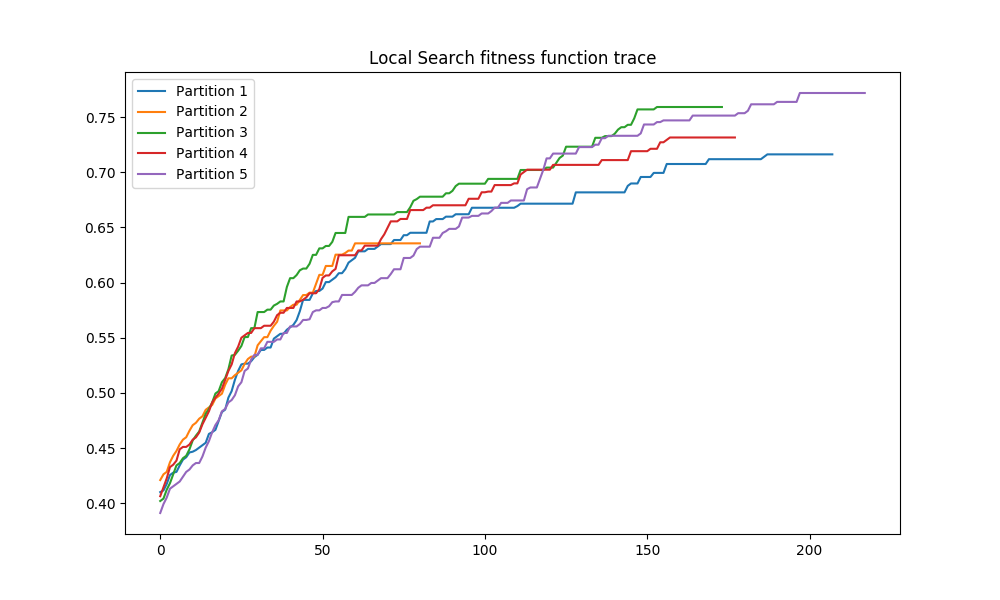 Local Search fitness function trace
Partition 1
Partition 2
Partition 3
Partition 4
Partition 5
0.75
0.70
0.65
0.60
0.55
0.50
0.45
0.40
0 50 100 150 200